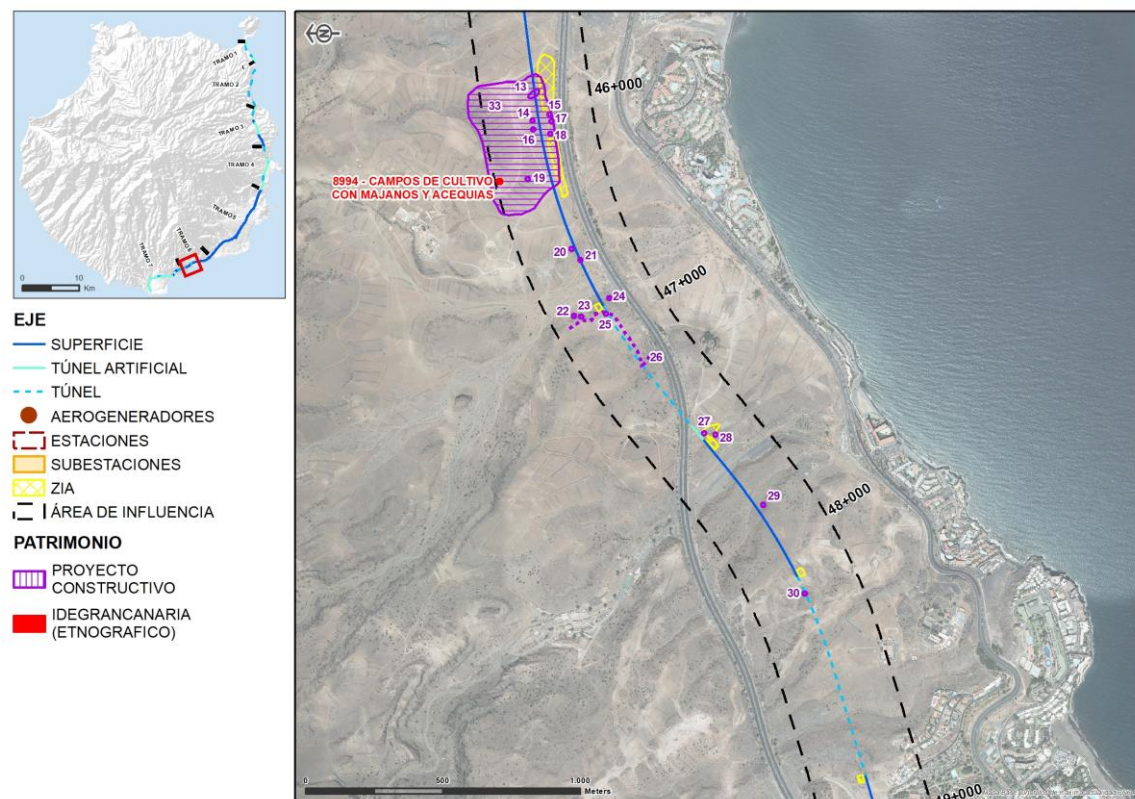 TRAMO 1
TRAMO 2
TRAMO 3
TRAMO 4
TRAMO 5
TRAMO 6
TRAMO 7
0 10
Km
EJE
SUPERFICIE
TÚNEL ARTIFICIAL
TÚNEL
AEROGENERADORES
ESTACIONES
SUBESTACIONES
ZIA
ÁREA DE INFLUENCIA
PATRIMONIO
PROYECTO
CONSTRUCTIVO
IDEGRANCANARIA
(ETNOGRAFICO)
N
46+000
13
33
15
14
17
16
18
19
8994 - CAMPOS DE CULTIVO
CON MAJANOS Y ACEQUIAS
20
21
47+000
24
22
23
25
26
27
28
29
48+000
30
0 500 1.000
Meters